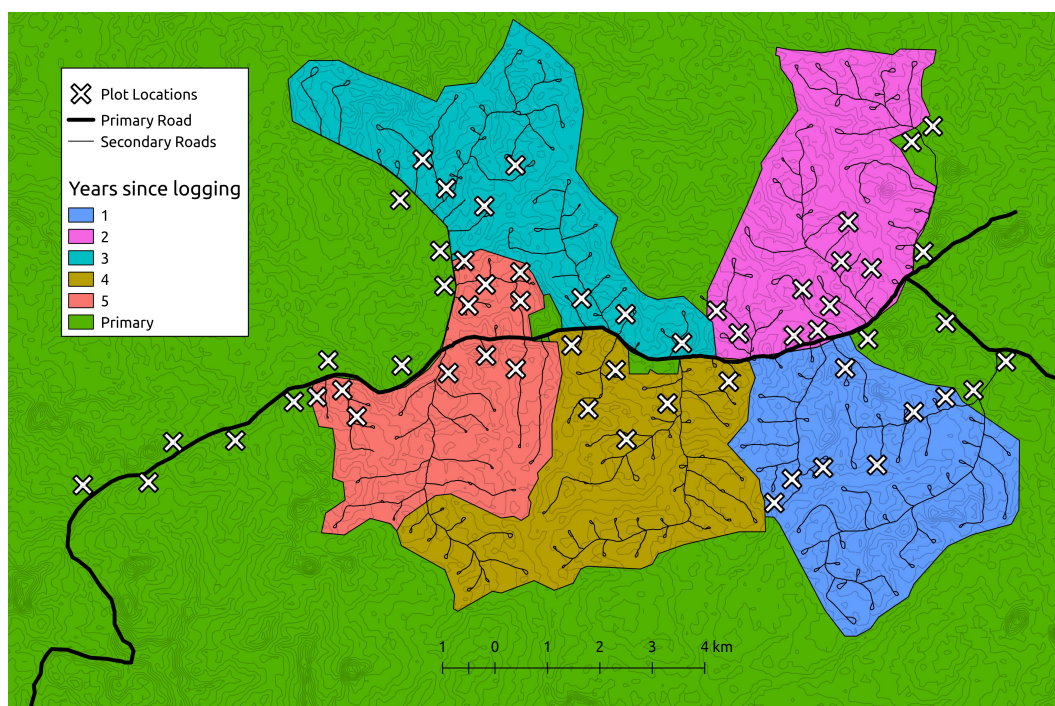 Plot Locations
Primary Road
Secondary Roads
Years since logging
1
2
3
4
5
Primary
1 0 1 2 3 4 km